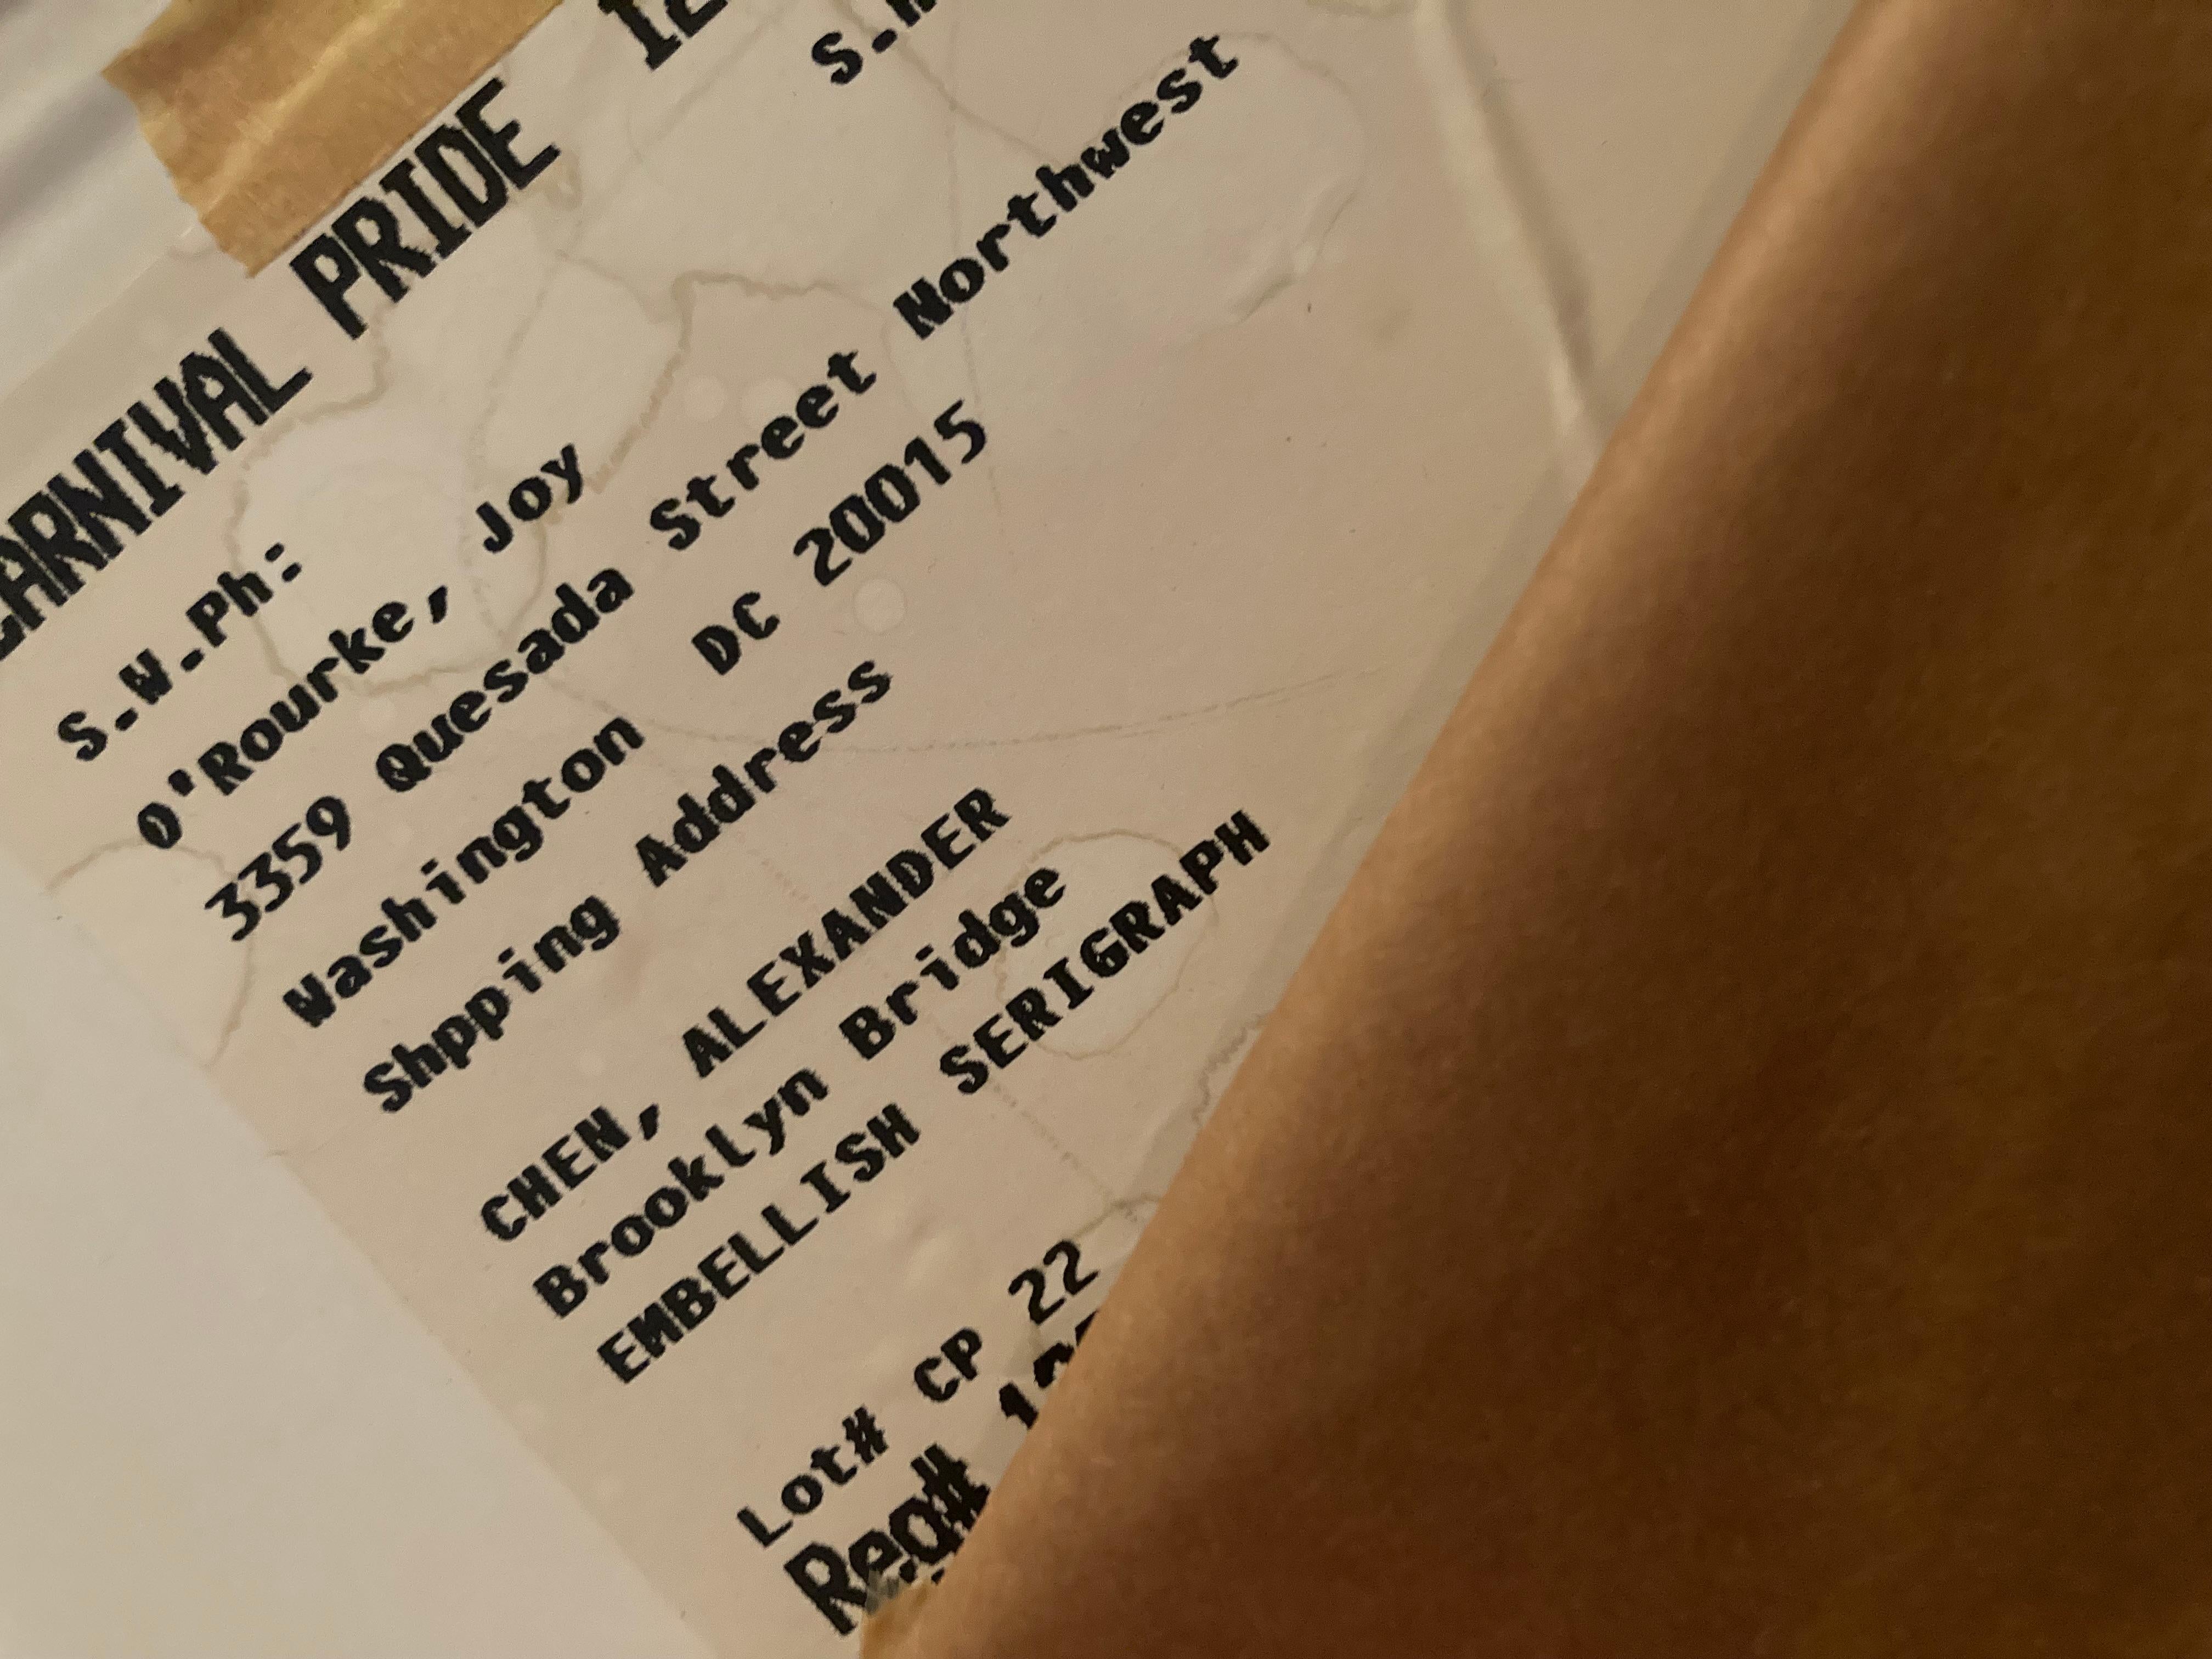 CARNIVAL PRIDE
S.W.Ph:
O'Rourke, Joy
3359 Quesada Street Northwest
Washington DC 20015
Shpping Address
CHEN, ALEXANDER
Brooklyn Bridge
EMBELLISH SERIGRAPH
Lot# CP 22
Reg#